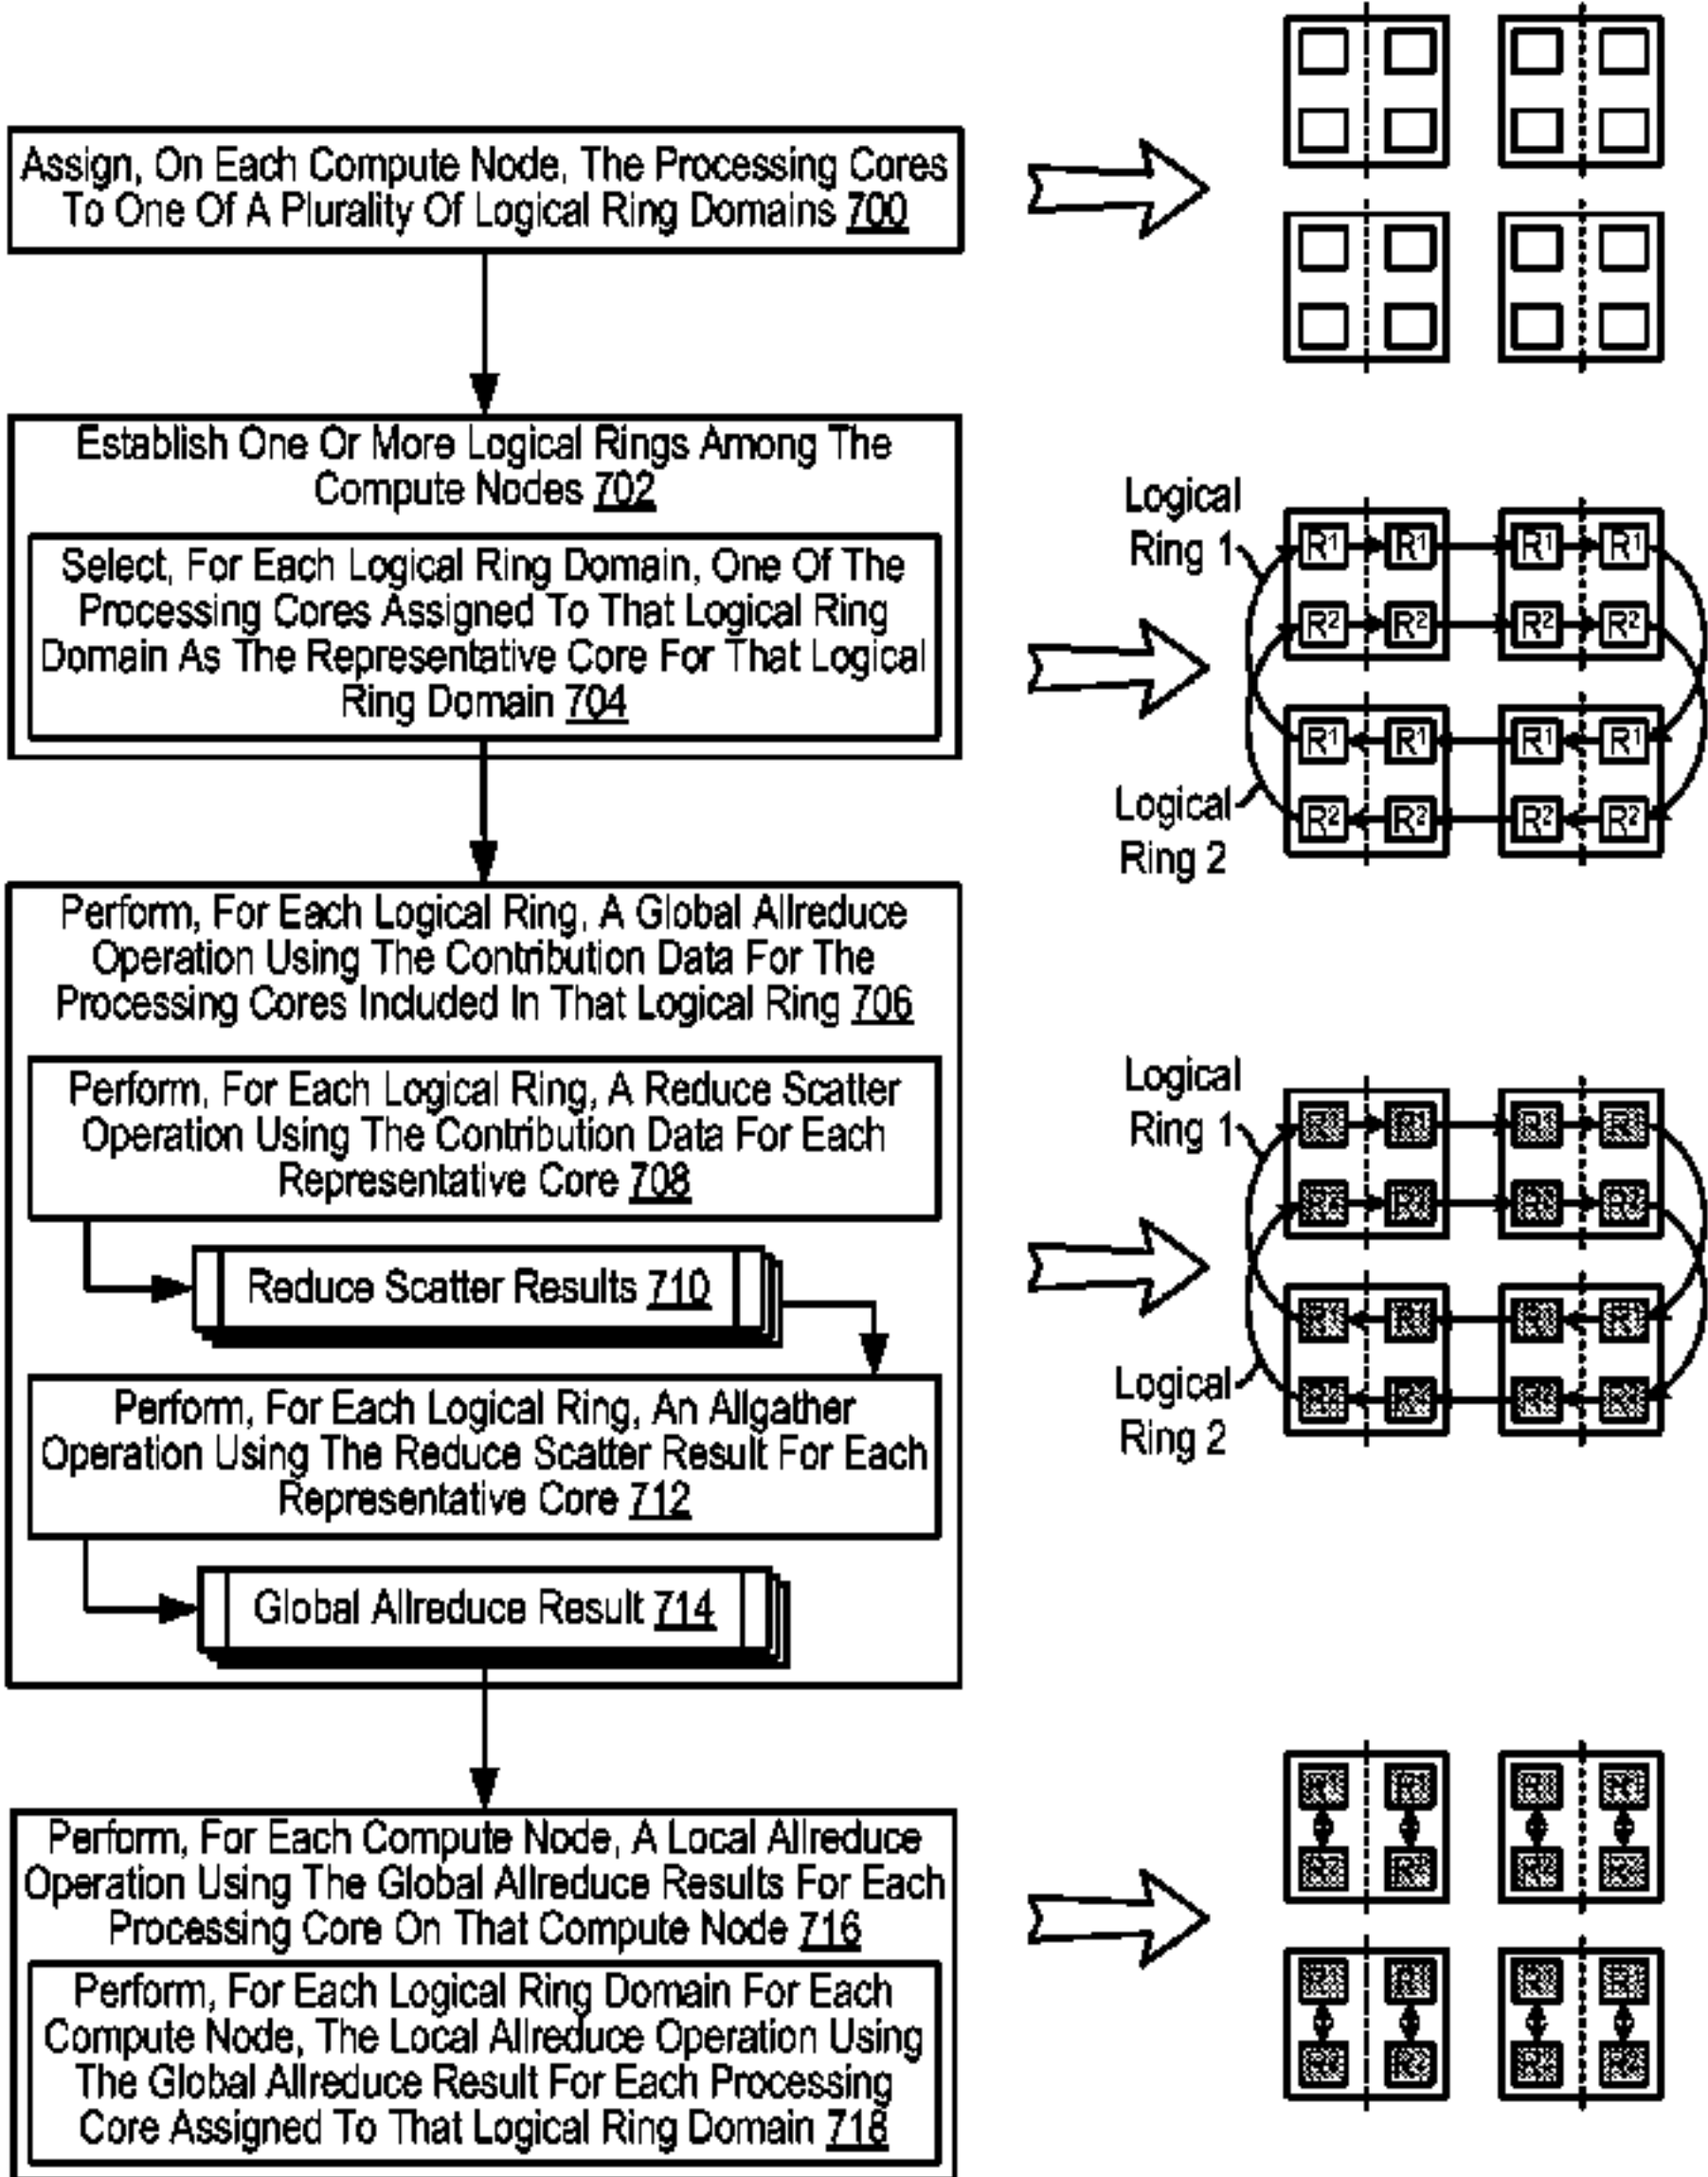 Assign, On Each Compute Node, The Processing Cores
To One Of A Plurality Of Logical Ring Domains 700
Establish One Or More Logical Rings Among The
Compute Nodes 702
Select, For Each Logical Ring Domain, One Of The
Processing Cores Assigned To That Logical Ring
Domain As The Representative Core For That Logical
Ring Domain 704
Logical
Ring 1
R¹ R¹ R¹ R¹
R² R² R² R²
R¹ R¹ R¹ R¹
R² R² R² R²
Logical
Ring 2
Perform, For Each Logical Ring, A Global Allreduce
Operation Using The Contribution Data For The
Processing Cores Included In That Logical Ring 706
Perform, For Each Logical Ring, A Reduce Scatter
Operation Using The Contribution Data For Each
Representative Core 708
Reduce Scatter Results 710
Perform, For Each Logical Ring, An Allgather
Operation Using The Reduce Scatter Result For Each
Representative Core 712
Global Allreduce Result 714
Logical
Ring 1
Logical
Ring 2
Perform, For Each Compute Node, A Local Allreduce
Operation Using The Global Allreduce Results For Each
Processing Core On That Compute Node 716
Perform, For Each Logical Ring Domain For Each
Compute Node, The Local Allreduce Operation Using
The Global Allreduce Result For Each Processing
Core Assigned To That Logical Ring Domain 718